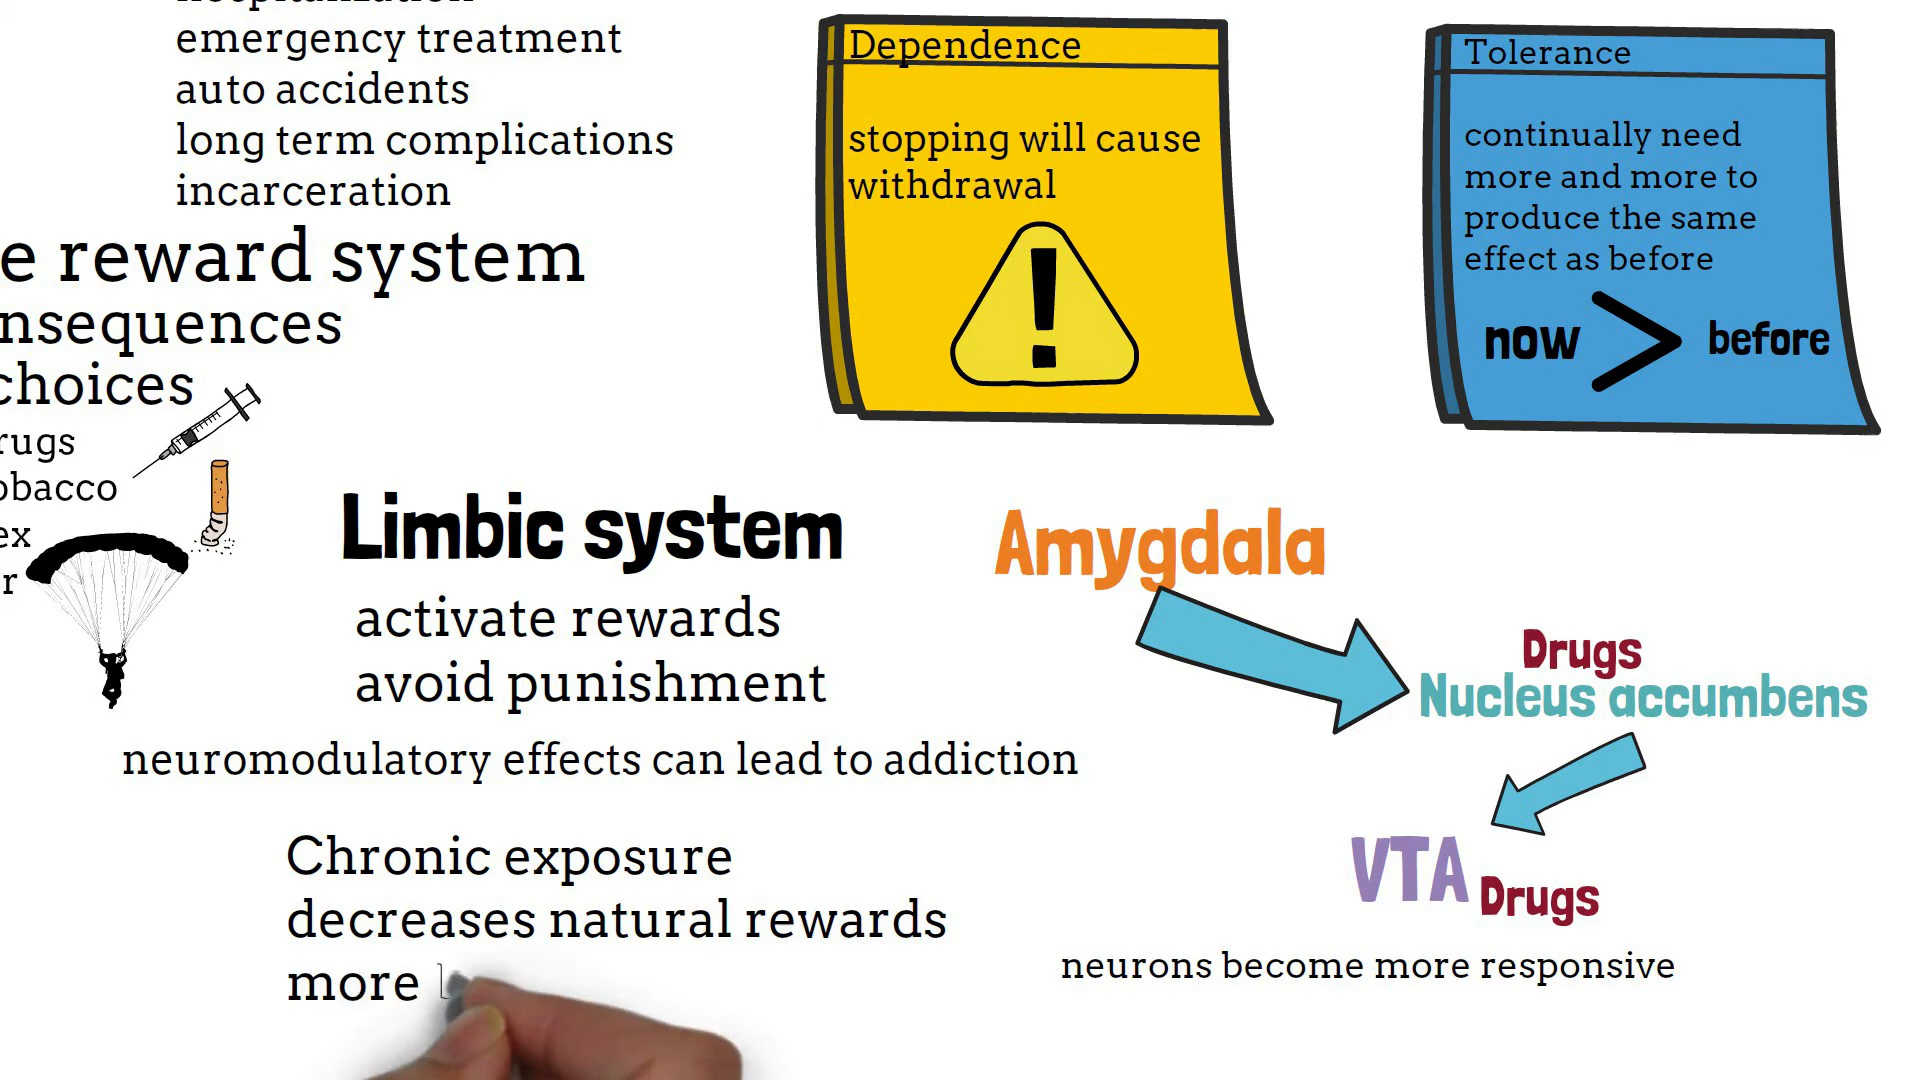 emergency treatment
auto accidents
long term complications
incarceration
e reward system
nsequences
choices
rugs
obacco
ex
r
Dependence
stopping will cause
withdrawal
!
Tolerance
continually need
more and more to
produce the same
effect as before
now > before
Limbic system
activate rewards
avoid punishment
neuromodulatory effects can lead to addiction
Chronic exposure
decreases natural rewards
more
Amygdala
Drugs
Nucleus accumbens
VTA
Drugs
neurons become more responsive